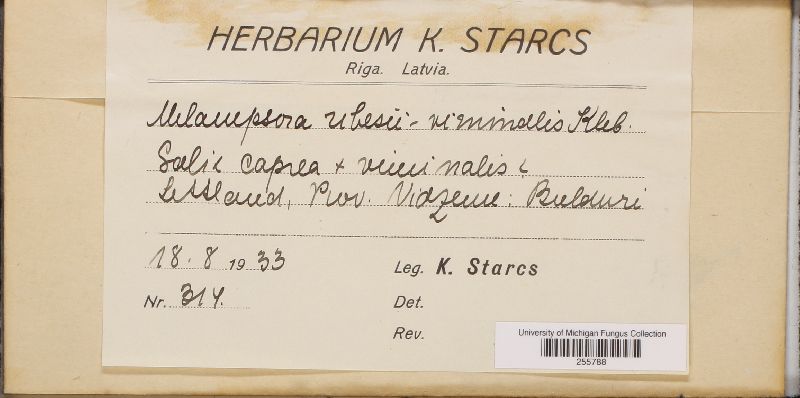 HERBARIUM K. STARCS
Riga. Latvia.
Melampsora ribesii-viminalis Kleb.
Salix caprea x viminalis
Lettland, Prov. Vidzeme: Bulduri
18. 8 1933
Leg. K. Starcs
Nr. 314.
Det.
Rev.
University of Michigan Fungus Collection
255788